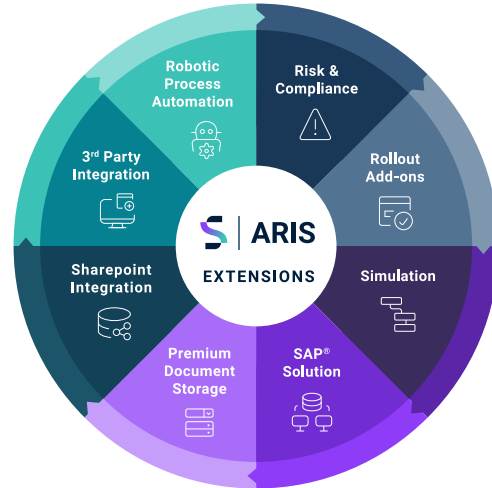 Robotic
Process
Automation
Risk &
Compliance
3rd Party
Integration
Rollout
Add-ons
ARIS
EXTENSIONS
Sharepoint
Integration
Simulation
Premium
Document
Storage
SAP®
Solution